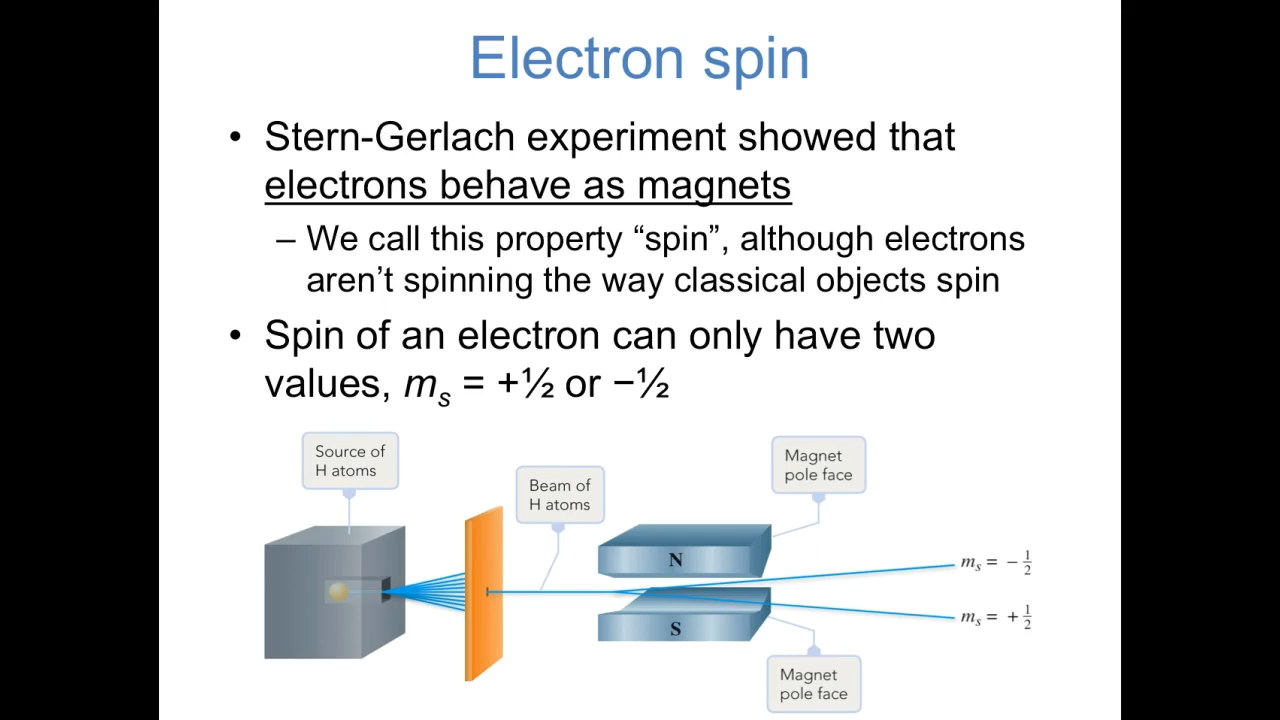 Electron spin
• Stern-Gerlach experiment showed that
electrons behave as magnets
– We call this property “spin”, although electrons
aren’t spinning the way classical objects spin
• Spin of an electron can only have two
values, ms = +½ or −½
Source of
H atoms
Beam of
H atoms
Magnet
pole face
N
S
ms = − 1/2
ms = + 1/2
Magnet
pole face